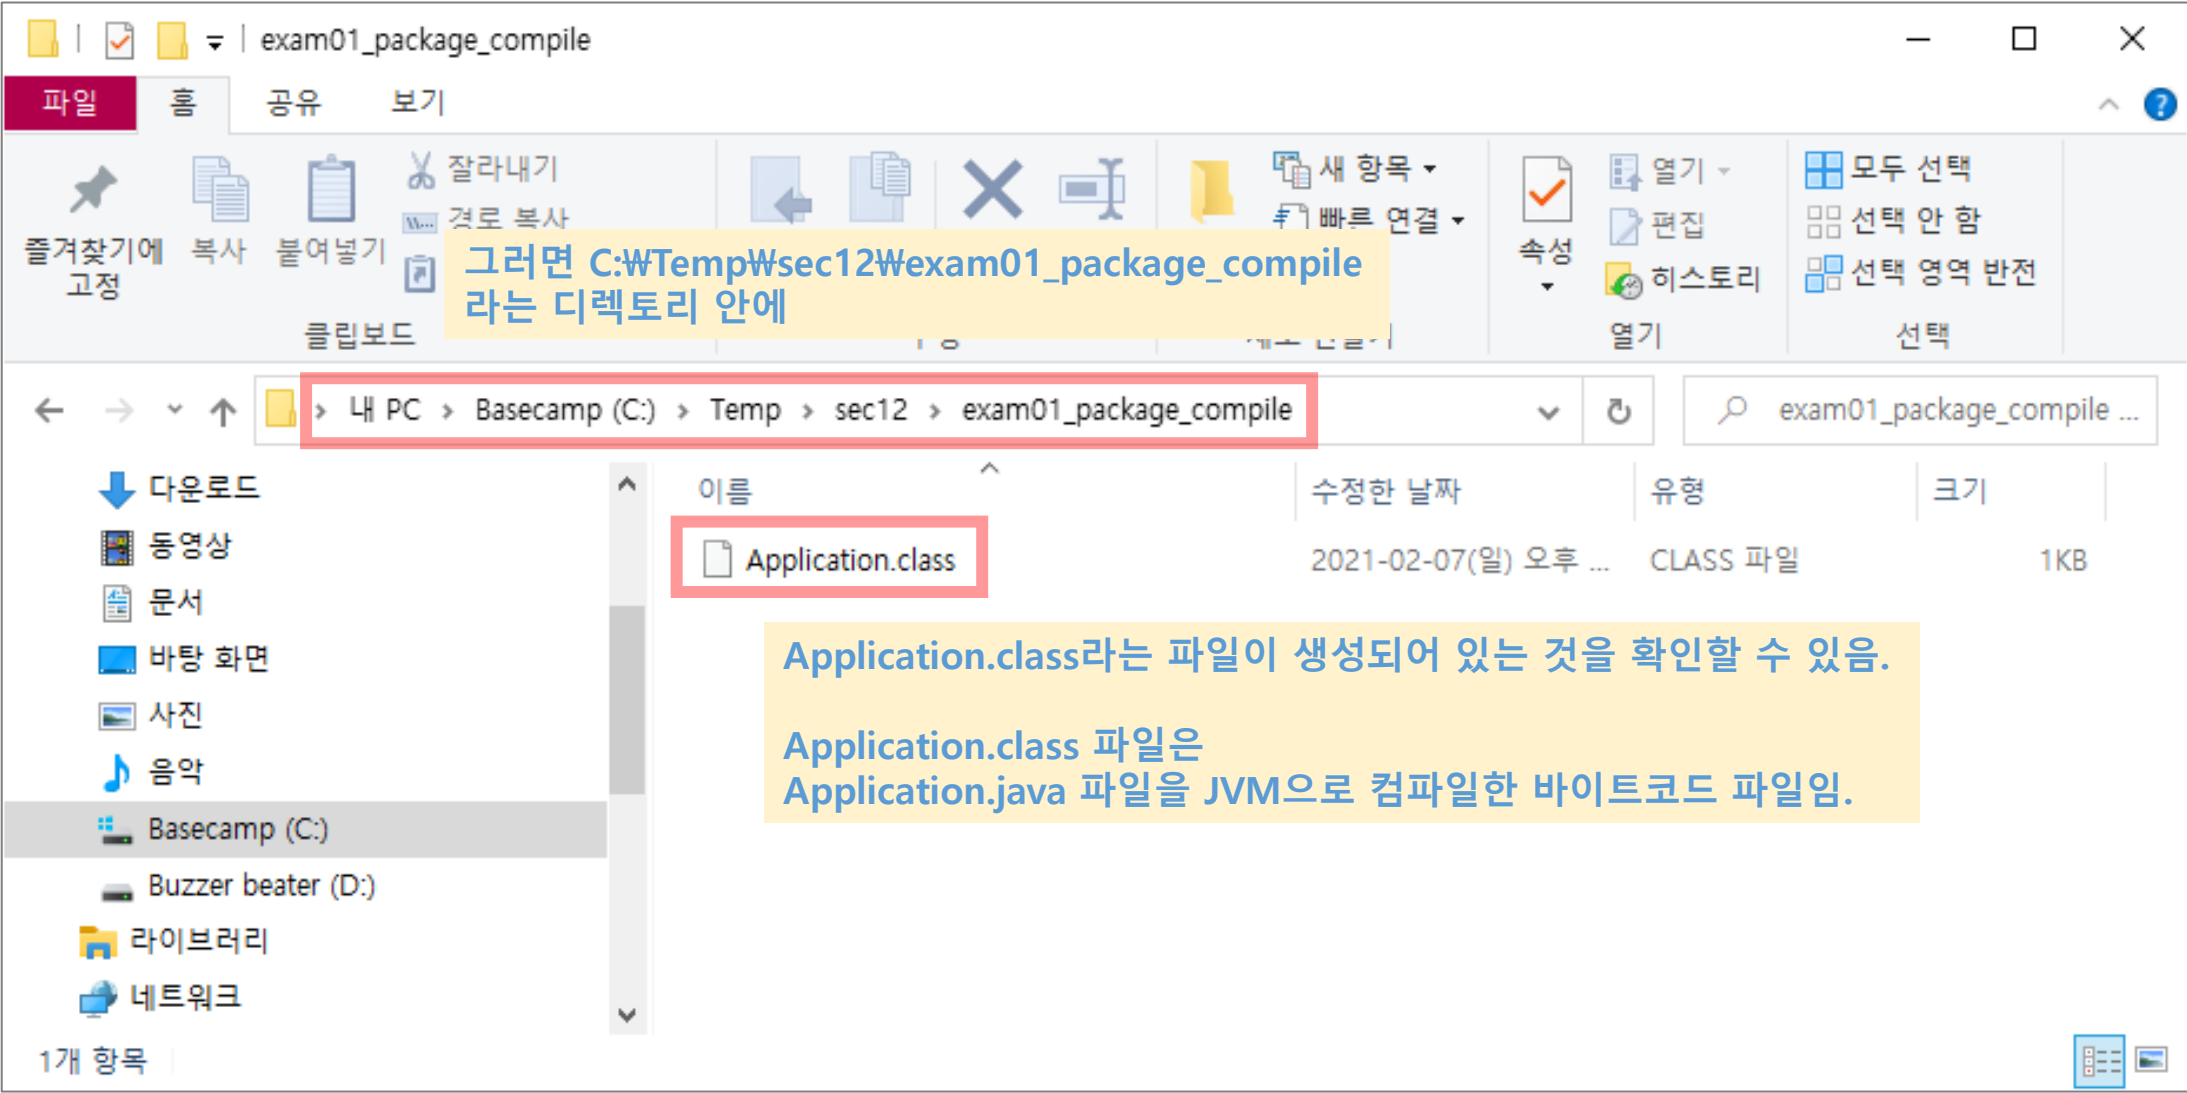 exam01_package_compile
파일 홈 공유 보기
잘라내기
경로 복사
즐겨찾기에
고정
복사
붙여넣기
클립보드
새 항목
빠른 연결
속성
열기
편집
히스토리
열기
모두 선택
선택 안 함
선택 영역 반전
선택
그러면 C:₩Temp₩sec12₩exam01_package_compile
라는 디렉토리 안에
내 PC > Basecamp (C:) > Temp > sec12 > exam01_package_compile
exam01_package_compile ...
다운로드
동영상
문서
바탕 화면
사진
음악
Basecamp (C:)
Buzzer beater (D:)
라이브러리
네트워크
이름 수정한 날짜 유형 크기
Application.class 2021-02-07(일) 오후 ... CLASS 파일 1KB
Application.class라는 파일이 생성되어 있는 것을 확인할 수 있음.
Application.class 파일은
Application.java 파일을 JVM으로 컴파일한 바이트코드 파일임.
1개 항목